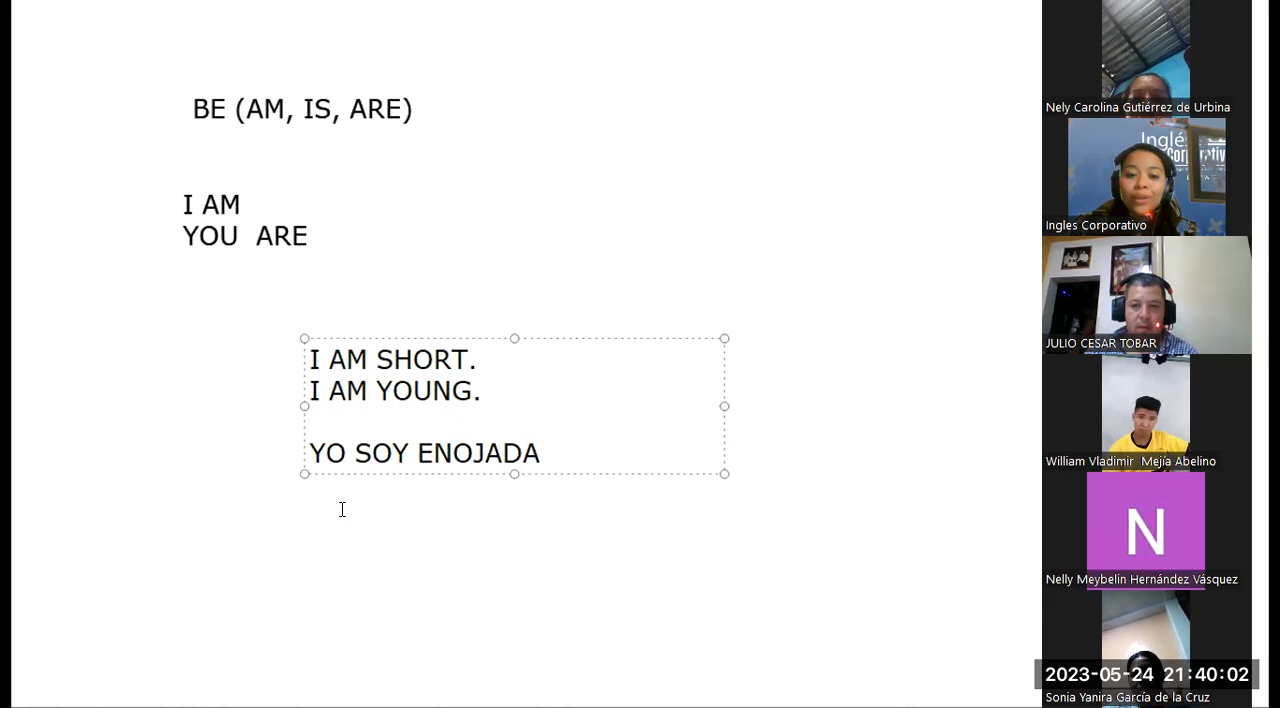 BE (AM, IS, ARE)
I AM
YOU ARE
I AM SHORT.
I AM YOUNG.
YO SOY ENOJADA
Nely Carolina Gutiérrez de Urbina
Inglés
Corporativo
Ingles Corporativo
JULIO CESAR TOBAR
William Vladimir Mejía Abelino
N
Nelly Meybelin Hernández Vásquez
2023-05-24 21:40:02
Sonia Yanira García de la Cruz